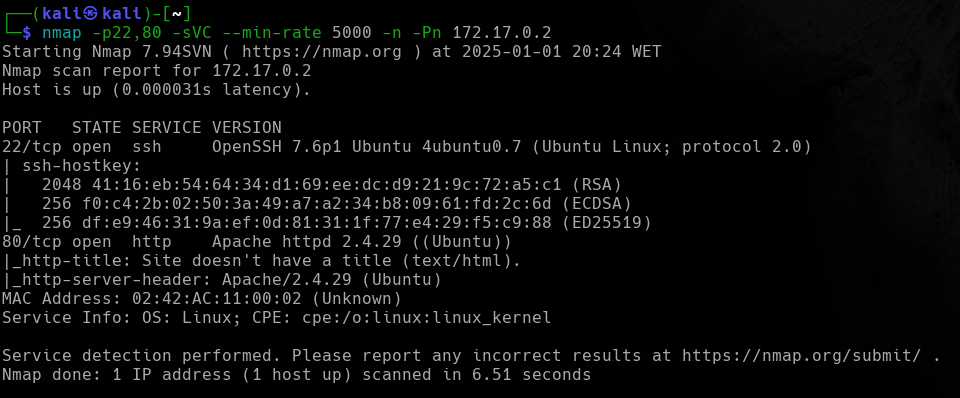 ┌──(kali㉿kali)-[~]
└─$ nmap -p22,80 -sVC --min-rate 5000 -n -Pn 172.17.0.2
Starting Nmap 7.94SVN ( https://nmap.org ) at 2025-01-01 20:24 WET
Nmap scan report for 172.17.0.2
Host is up (0.000031s latency).

PORT   STATE SERVICE VERSION
22/tcp open  ssh     OpenSSH 7.6p1 Ubuntu 4ubuntu0.7 (Ubuntu Linux; protocol 2.0)
| ssh-hostkey:
|   2048 41:16:eb:54:64:34:d1:69:ee:dc:d9:21:9c:72:a5:c1 (RSA)
|   256 f0:c4:2b:02:50:3a:49:a7:a2:34:b8:09:61:fd:2c:6d (ECDSA)
|_  256 df:e9:46:31:9a:ef:0d:81:31:1f:77:e4:29:f5:c9:88 (ED25519)
80/tcp open  http    Apache httpd 2.4.29 ((Ubuntu))
|_http-title: Site doesn't have a title (text/html).
|_http-server-header: Apache/2.4.29 (Ubuntu)
MAC Address: 02:42:AC:11:00:02 (Unknown)
Service Info: OS: Linux; CPE: cpe:/o:linux:linux_kernel

Service detection performed. Please report any incorrect results at https://nmap.org/submit/ .
Nmap done: 1 IP address (1 host up) scanned in 6.51 seconds